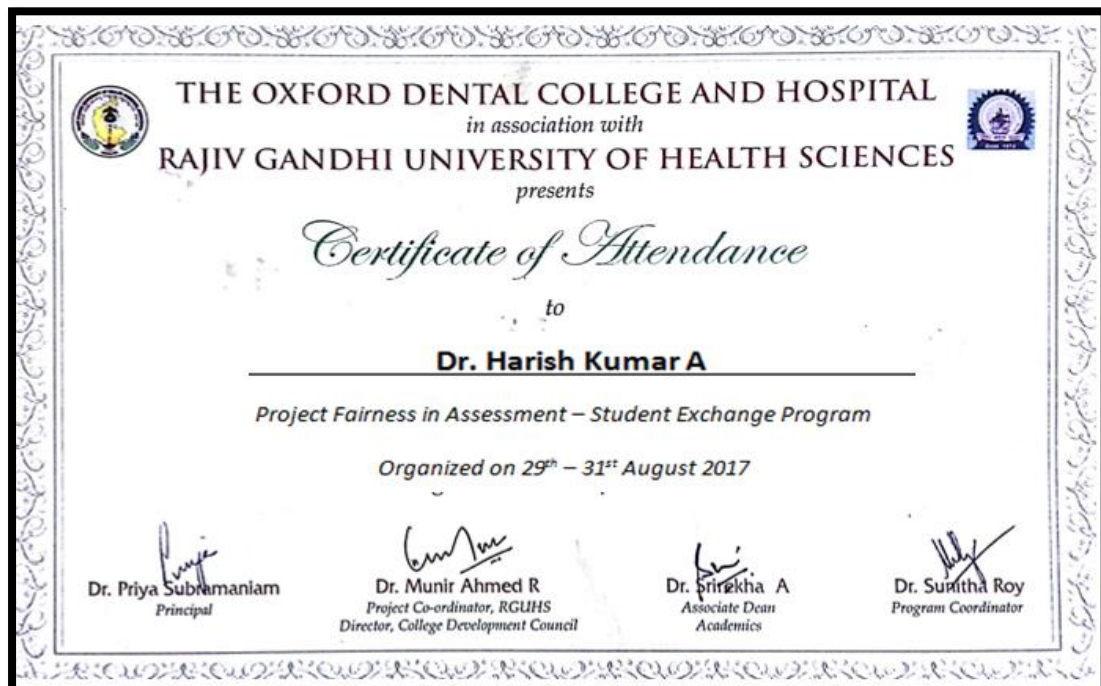 THE OXFORD DENTAL COLLEGE AND HOSPITAL
in association with
RAJIV GANDHI UNIVERSITY OF HEALTH SCIENCES
presents
Certificate of Attendance
to
Dr. Harish Kumar A
Project Fairness in Assessment – Student Exchange Program
Organized on 29th – 31st August 2017
Dr. Priya Subramaniam
Principal
Dr. Munir Ahmed R
Project Co-ordinator, RGUHS
Director, College Development Council
Dr. Srirekha A
Associate Dean
Academics
Dr. Sunitha Roy
Program Coordinator